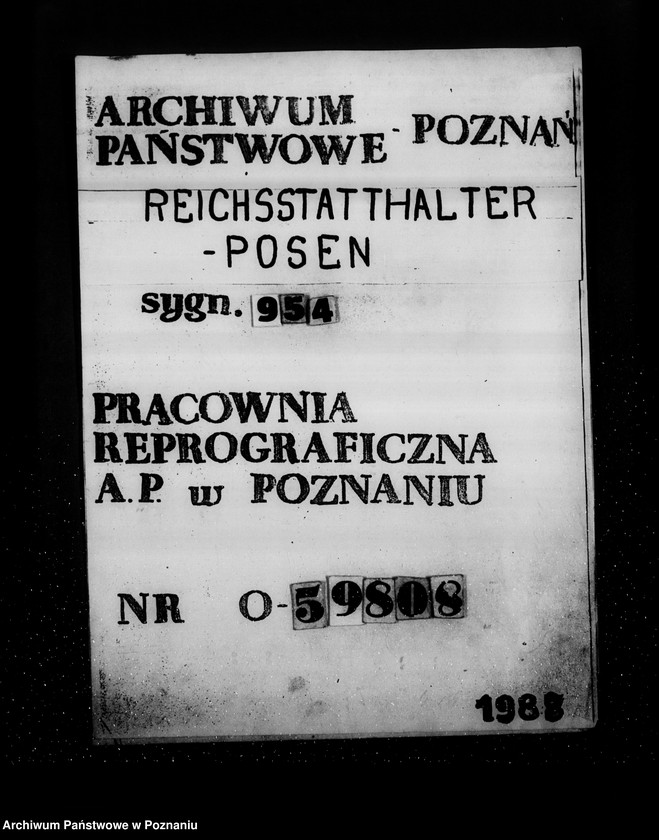 ARCHIWUM
PAŃSTWOWE - POZNAŃ
REICHSSTATTHALTER
-POSEN
sygn. 954
PRACOWNIA
REPROGRAFICZNA
A.P. w POZNANIU
NR O-59808
1988
Archiwum Państwowe w Poznaniu